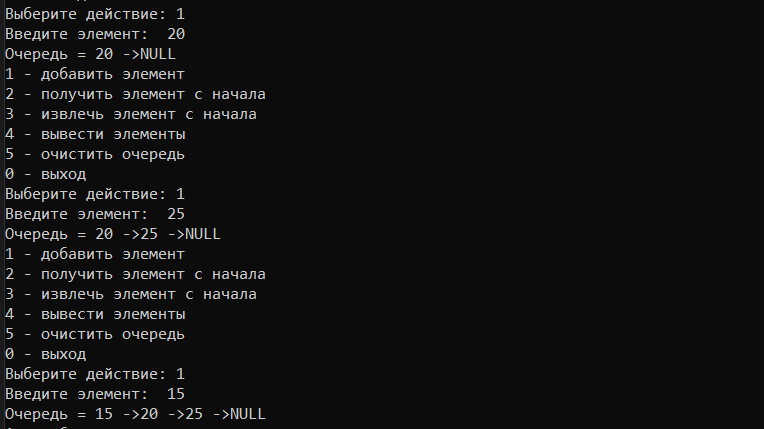 Выберите действие: 1
Введите элемент:  20
Очередь = 20 ->NULL
1 - добавить элемент
2 - получить элемент с начала
3 - извлечь элемент с начала
4 - вывести элементы
5 - очистить очередь
0 - выход
Выберите действие: 1
Введите элемент:  25
Очередь = 20 ->25 ->NULL
1 - добавить элемент
2 - получить элемент с начала
3 - извлечь элемент с начала
4 - вывести элементы
5 - очистить очередь
0 - выход
Выберите действие: 1
Введите элемент:  15
Очередь = 15 ->20 ->25 ->NULL